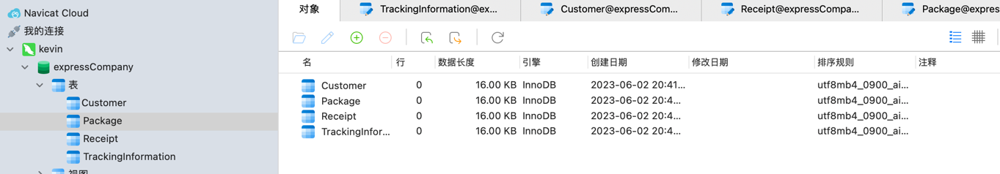 Navicat Cloud
我的连接
kevin
expressCompany
表
Customer
Package
Receipt
TrackingInformation
对象 TrackingInformation@ex... Customer@expressCom... Receipt@expressCompa... Package@expres
名 行 数据长度 引擎 创建日期 修改日期 排序规则 注释
Customer 0 16.00 KB InnoDB 2023-06-02 20:41... utf8mb4_0900_ai...
Package 0 16.00 KB InnoDB 2023-06-02 20:4... utf8mb4_0900_ai...
Receipt 0 16.00 KB InnoDB 2023-06-02 20:4... utf8mb4_0900_ai...
TrackingInfor... 0 16.00 KB InnoDB 2023-06-02 20:4... utf8mb4_0900_ai...